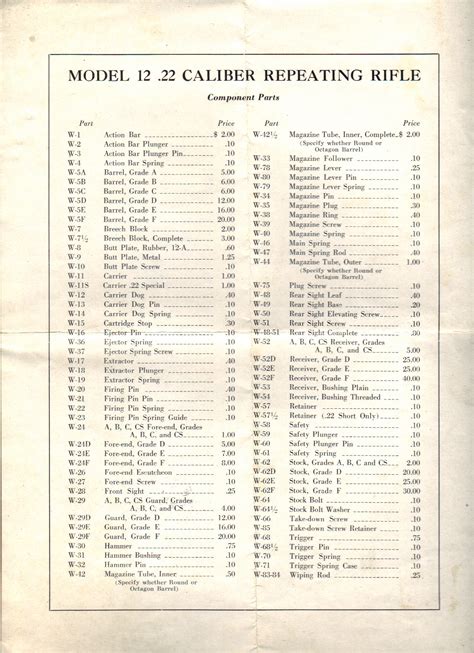 MODEL 12 .22 CALIBER REPEATING RIFLE
Component Parts
Part Price
W-1 Action Bar $ 2.00
W-2 Action Bar Plunger .10
W-3 Action Bar Plunger Pin .10
W-4 Action Bar Spring .10
W-5A Barrel, Grade A 5.00
W-5B Barrel, Grade B 6.00
W-5C Barrel, Grade C 6.00
W-5D Barrel, Grade D 12.00
W-5E Barrel, Grade E 16.00
W-5F Barrel, Grade F 20.00
W-7 Breech Block 2.00
W-7½ Breech Block, Complete 3.00
W-8 Butt Plate, Rubber, 12-A .60
W-9 Butt Plate, Metal 1.25
W-10 Butt Plate Screw .10
W-11 Carrier 1.00
W-11S Carrier .22 Special 1.00
W-12 Carrier Dog .40
W-13 Carrier Dog Pin .10
W-14 Carrier Dog Spring .10
W-15 Cartridge Stop .30
W-16 Ejector Pin .10
W-36 Ejector Spring .10
W-37 Ejector Spring Screw .10
W-17 Extractor .40
W-18 Extractor Plunger .10
W-19 Extractor Spring .10
W-20 Firing Pin .40
W-21 Firing Pin Pin .10
W-22 Firing Pin Spring .10
W-23 Firing Pin Spring Guide .10
W-24 A, B, C, CS Fore-end, Grades
A, B, C, and CS 1.00
W-24D Fore-end, Grade D 5.00
W-24E Fore-end, Grade E 7.00
W-24F Fore-end, Grade F 8.00
W-26 Fore-end Escutcheon .10
W-27 Fore-end Screw .10
W-28 Front Sight .25
W-29 A, B, C, CS Guard, Grades
A, B, C, and CS 4.00
W-29D Guard, Grade D 12.00
W-29E Guard, Grade E 16.00
W-29F Guard, Grade F 20.00
W-30 Hammer .75
W-31 Hammer Bushing .10
W-32 Hammer Pin .10
W-42 Magazine Tube, Inner .50
(Specify whether Round or
Octagon Barrel)
Part Price
W-42½ Magazine Tube, Inner, Complete $ 2.00
(Specify whether Round or
Octagon Barrel)
W-33 Magazine Follower .10
W-78 Magazine Lever .25
W-80 Magazine Lever Pin .10
W-79 Magazine Lever Spring .10
W-34 Magazine Pin .10
W-35 Magazine Plug .30
W-38 Magazine Ring .40
W-39 Magazine Screw .10
W-40 Magazine Spring .10
W-46 Main Spring .10
W-47 Main Spring Rod .40
W-44 Magazine Tube, Outer 1.00
(Specify whether Round or
Octagon Barrel)
W-75 Plug Screw .10
W-48 Rear Sight Leaf .40
W-49 Rear Sight Base .20
W-50 Rear Sight Elevating Screw .10
W-51 Rear Sight Screw .10
W-48-51 Rear Sight Complete
W-52 A, B, C, CS Receiver, Grades
A, B, C, and CS 5.00
W-52D Receiver, Grade D 25.00
W-52E Receiver, Grade E
W-52F Receiver, Grade F 40.00
W-53 Receiver, Bushing Plain
W-54 Receiver, Bushing Threaded
W-57 Retainer .10
W-57½ Retainer (.22 Short Only) .10
W-58 Safety .10
W-59 Safety Plunger .10
W-60 Safety Plunger Pin .10
W-61 Safety Spring .10
W-62 Stock, Grades A, B, C and CS
W-62D Stock, Grade D 20.00
W-62E Stock, Grade E
W-62F Stock, Grade F 30.00
W-64 Stock Bolt .10
W-64½ Stock Bolt Washer .10
W-66 Take-down Screw
W-85 Take-down Screw Retainer .10
W-68 Trigger
W-68½ Trigger Pin .10
W-70 Trigger Spring .10
W-71 Trigger Spring Case .10
W-83-84 Wiping Rod .25